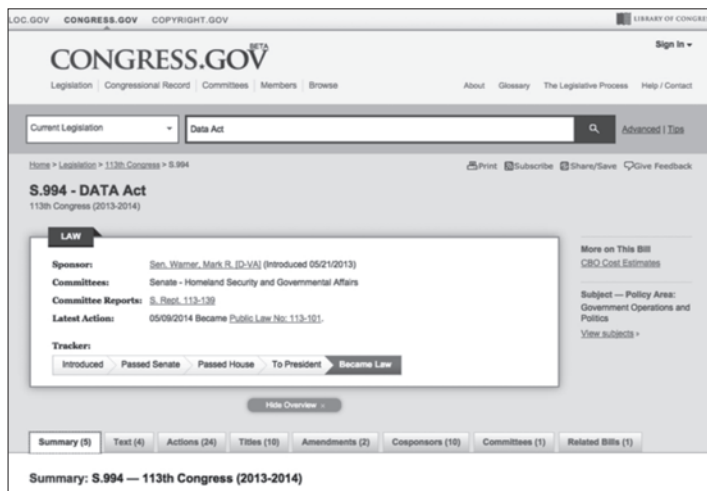 LOC.GOV CONGRESS.GOV COPYRIGHT.GOV LIBRARY OF CONGRE
Sign In
CONGRESS.GOV BETA
Legislation Congressional Record Committees Members Browse About Glossary The Legislative Process Help / Contact
Current Legislation Data Act Advanced | Tips
Home > Legislation > 113th Congress > S.994 Print Subscribe Share/Save Give Feedback
S.994 - DATA Act
113th Congress (2013-2014)
LAW
Sponsor: Sen. Warner, Mark R. [D-VA] (Introduced 05/21/2013)
Committees: Senate - Homeland Security and Governmental Affairs
Committee Reports: S. Rept. 113-139
Latest Action: 05/09/2014 Became Public Law No: 113-101.
Tracker:
Introduced Passed Senate Passed House To President Became Law
More on This Bill
CBO Cost Estimates
Subject — Policy Area:
Government Operations and
Politics
View subjects »
Hide Overview
Summary (5) Text (4) Actions (24) Titles (10) Amendments (2) Cosponsors (10) Committees (1) Related Bills (1)
Summary: S.994 — 113th Congress (2013-2014)